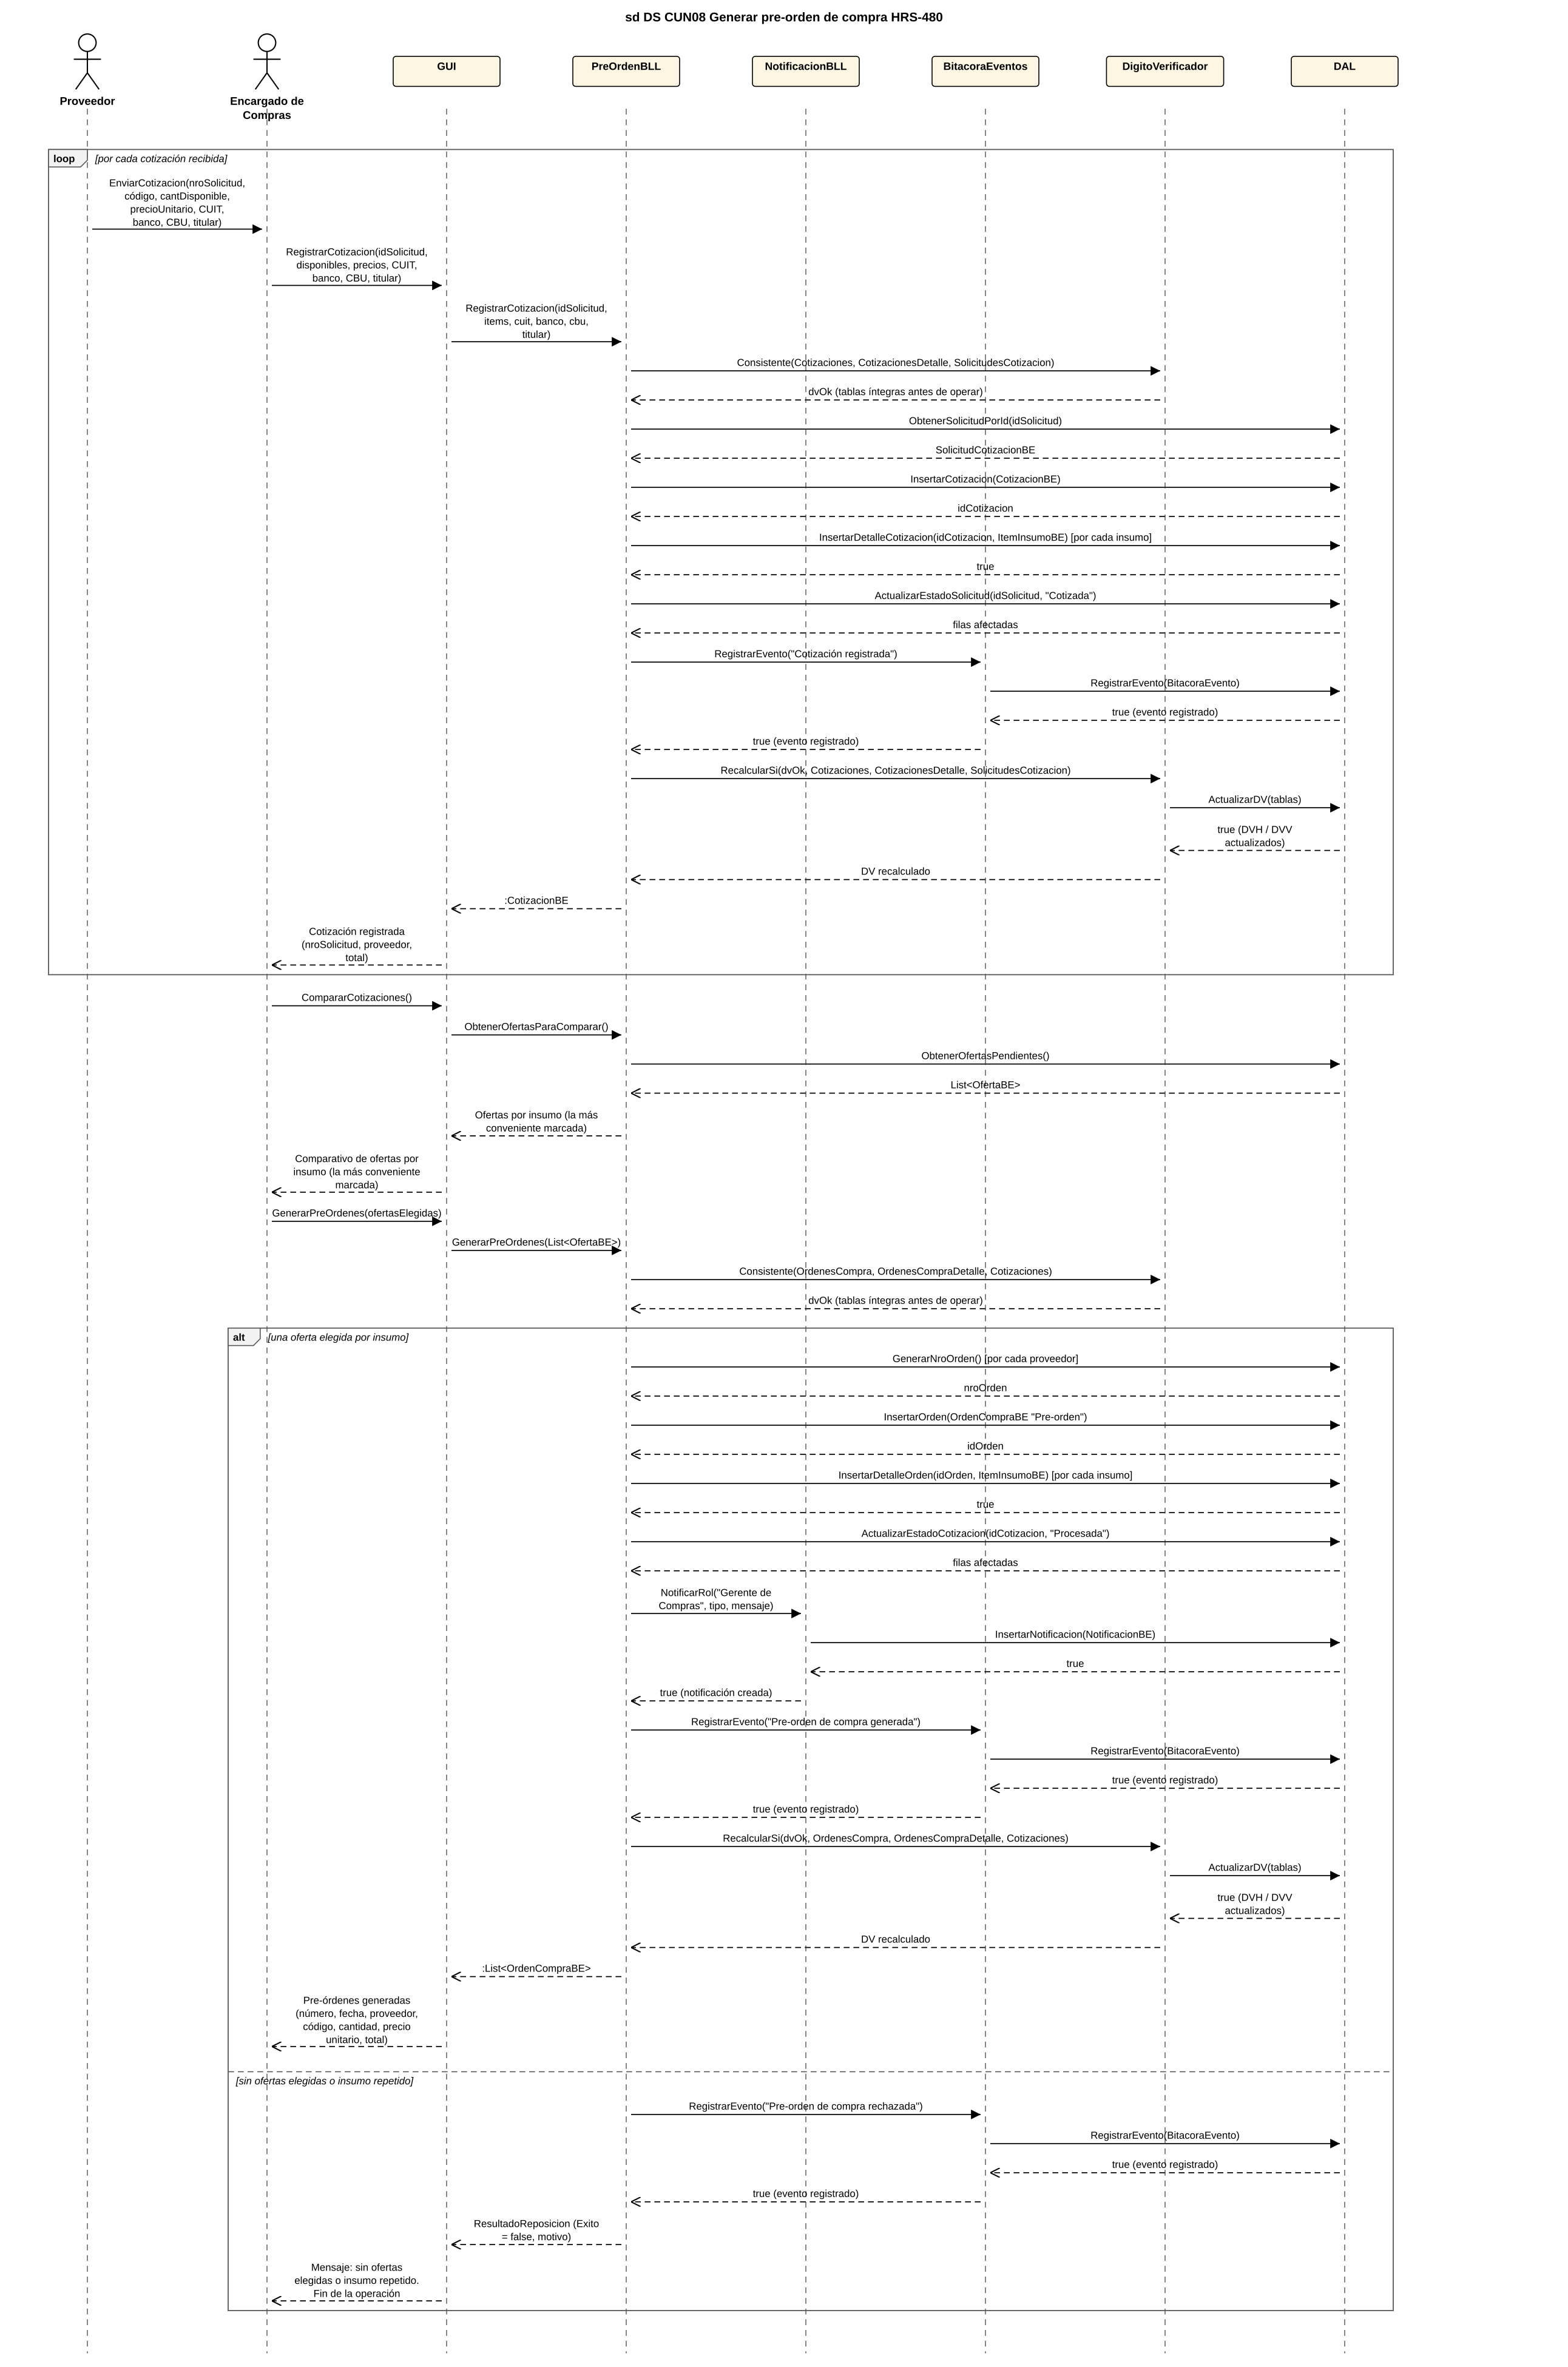 sd DS CUN08 Generar pre-orden de compra HRS-480
Proveedor
Encargado de
Compras
GUI
PreOrdenBLL
NotificacionBLL
BitacoraEventos
DigitoVerificador
DAL
loop
[por cada cotización recibida]
EnviarCotizacion(nroSolicitud,
código, cantDisponible,
precioUnitario, CUIT,
banco, CBU, titular)
RegistrarCotizacion(idSolicitud,
disponibles, precios, CUIT,
banco, CBU, titular)
RegistrarCotizacion(idSolicitud,
items, cuit, banco, cbu,
titular)
Consistente(Cotizaciones, CotizacionesDetalle, SolicitudesCotizacion)
dvOk (tablas íntegras antes de operar)
ObtenerSolicitudPorId(idSolicitud)
SolicitudCotizacionBE
InsertarCotizacion(CotizacionBE)
idCotizacion
InsertarDetalleCotizacion(idCotizacion, ItemInsumoBE) [por cada insumo]
true
ActualizarEstadoSolicitud(idSolicitud, "Cotizada")
filas afectadas
RegistrarEvento("Cotización registrada")
RegistrarEvento(BitacoraEvento)
true (evento registrado)
true (evento registrado)
RecalcularSi(dvOk, Cotizaciones, CotizacionesDetalle, SolicitudesCotizacion)
ActualizarDV(tablas)
true (DVH / DVV
actualizados)
DV recalculado
:CotizacionBE
Cotización registrada
(nroSolicitud, proveedor,
total)
CompararCotizaciones()
ObtenerOfertasParaComparar()
ObtenerOfertasPendientes()
List<OfertaBE>
Ofertas por insumo (la más
conveniente marcada)
Comparativo de ofertas por
insumo (la más conveniente
marcada)
GenerarPreOrdenes(ofertasElegidas)
GenerarPreOrdenes(List<OfertaBE>)
Consistente(OrdenesCompra, OrdenesCompraDetalle, Cotizaciones)
dvOk (tablas íntegras antes de operar)
alt
[una oferta elegida por insumo]
GenerarNroOrden() [por cada proveedor]
nroOrden
InsertarOrden(OrdenCompraBE "Pre-orden")
idOrden
InsertarDetalleOrden(idOrden, ItemInsumoBE) [por cada insumo]
true
ActualizarEstadoCotizacion(idCotizacion, "Procesada")
filas afectadas
NotificarRol("Gerente de
Compras", tipo, mensaje)
InsertarNotificacion(NotificacionBE)
true
true (notificación creada)
RegistrarEvento("Pre-orden de compra generada")
RegistrarEvento(BitacoraEvento)
true (evento registrado)
true (evento registrado)
RecalcularSi(dvOk, OrdenesCompra, OrdenesCompraDetalle, Cotizaciones)
ActualizarDV(tablas)
true (DVH / DVV
actualizados)
DV recalculado
:List<OrdenCompraBE>
Pre-órdenes generadas
(número, fecha, proveedor,
código, cantidad, precio
unitario, total)
[sin ofertas elegidas o insumo repetido]
RegistrarEvento("Pre-orden de compra rechazada")
RegistrarEvento(BitacoraEvento)
true (evento registrado)
true (evento registrado)
ResultadoReposicion (Exito
= false, motivo)
Mensaje: sin ofertas
elegidas o insumo repetido.
Fin de la operación